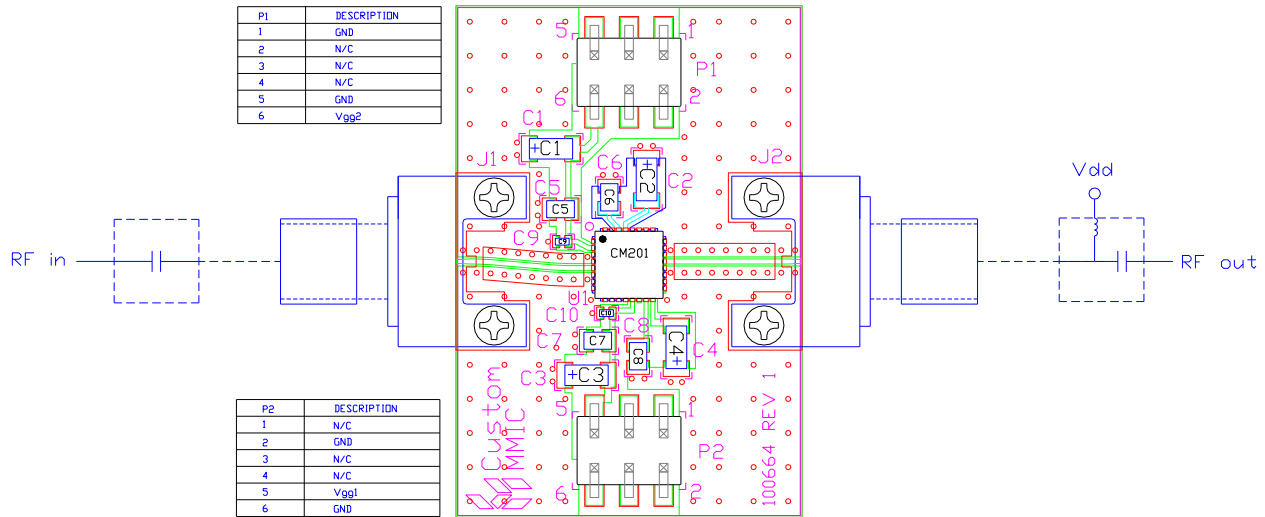 P1 DESCRIPTION
1 GND
2 N/C
3 N/C
4 N/C
5 GND
6 Vgg2
5 1
P1
6 2
C1
+C1
J1
J2
C6
C2
+C2
C6
C5
C5
Vdd
C9
C9
CM201
RF in
RF out
U1
C10
C10
C8
C7
C7
C8
C4+
C4
C3
+C3
P2 DESCRIPTION
1 N/C
2 GND
3 N/C
4 N/C
5 Vgg1
6 GND
5 1
P2
6 2
Custom
MMIC
100664 REV 1